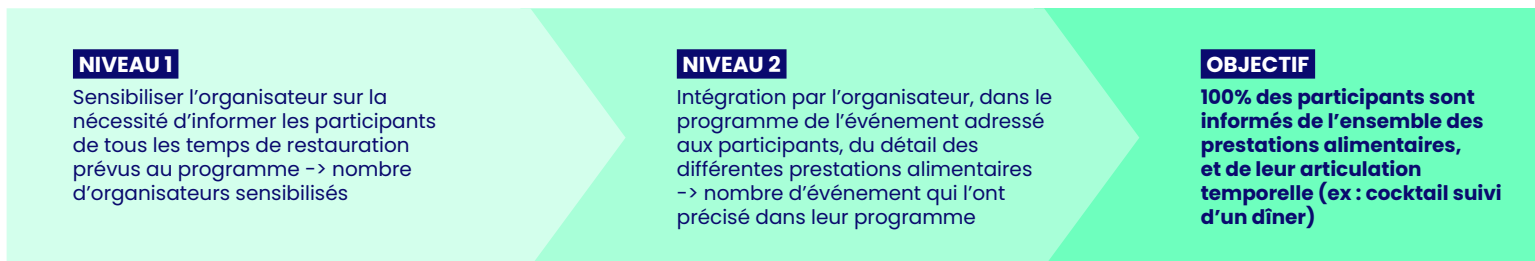 NIVEAU 1
Sensibiliser l’organisateur sur la
nécessité d’informer les participants
de tous les temps de restauration
prévus au programme -> nombre
d’organisateurs sensibilisés
NIVEAU 2
Intégration par l’organisateur, dans le
programme de l’événement adressé
aux participants, du détail des
différentes prestations alimentaires
-> nombre d’événement qui l’ont
précisé dans leur programme
OBJECTIF
100% des participants sont
informés de l’ensemble des
prestations alimentaires,
et de leur articulation
temporelle (ex : cocktail suivi
d’un dîner)